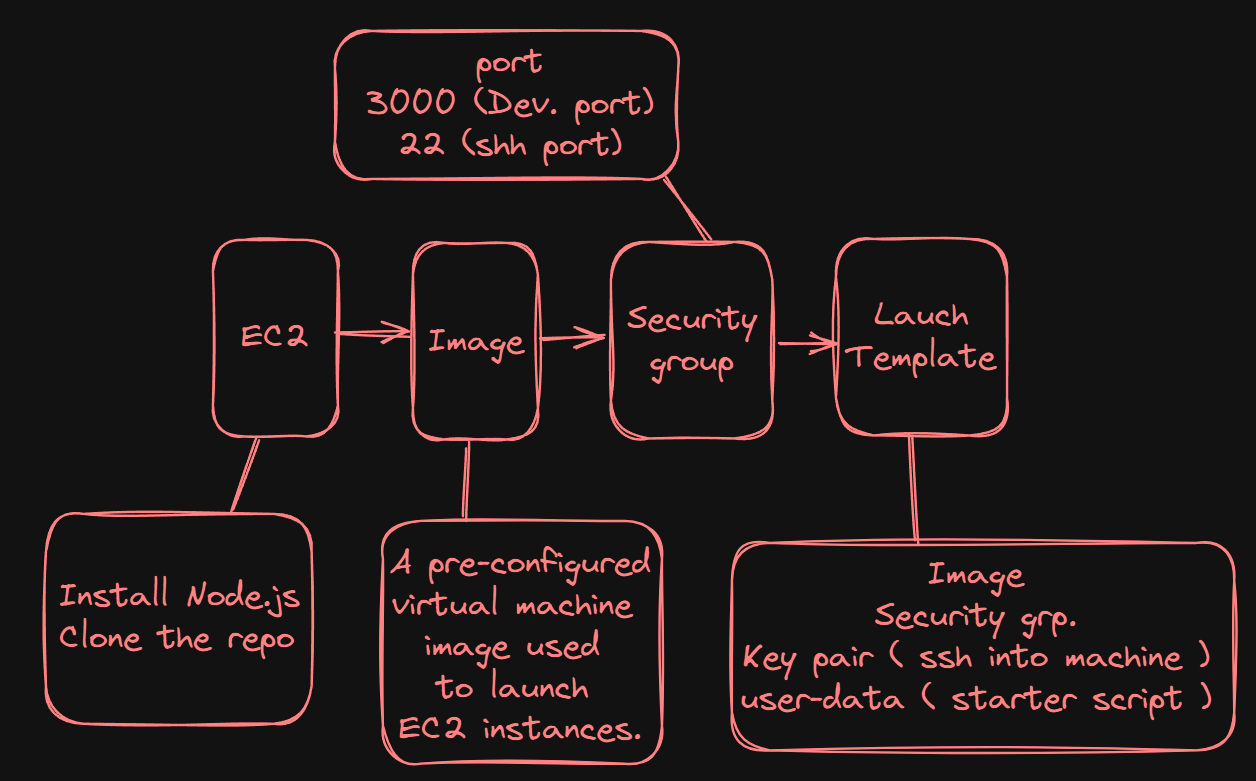 port
3000 (Dev. port)
22 (shh port)
EC2
Image
Security
group
Lauch
Template
Install Node.js
Clone the repo
A pre-configured
virtual machine
image used
to launch
EC2 instances.
Image
Security grp.
Key pair ( ssh into machine )
user-data ( starter script )